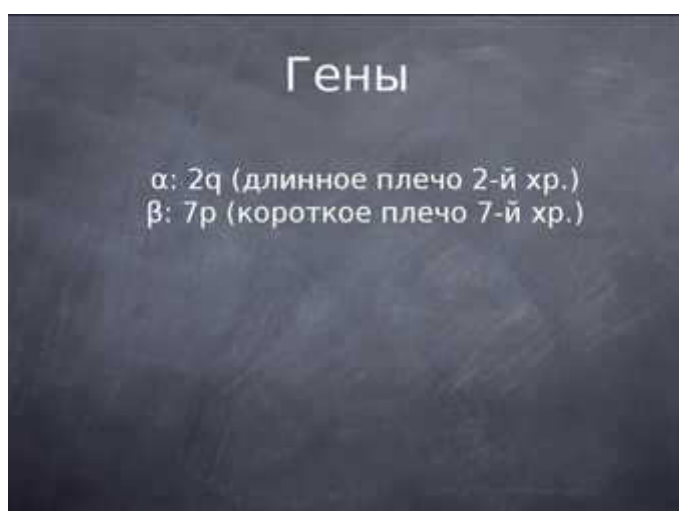 Гены
α: 2q (длинное плечо 2-й хр.)
β: 7p (короткое плечо 7-й хр.)